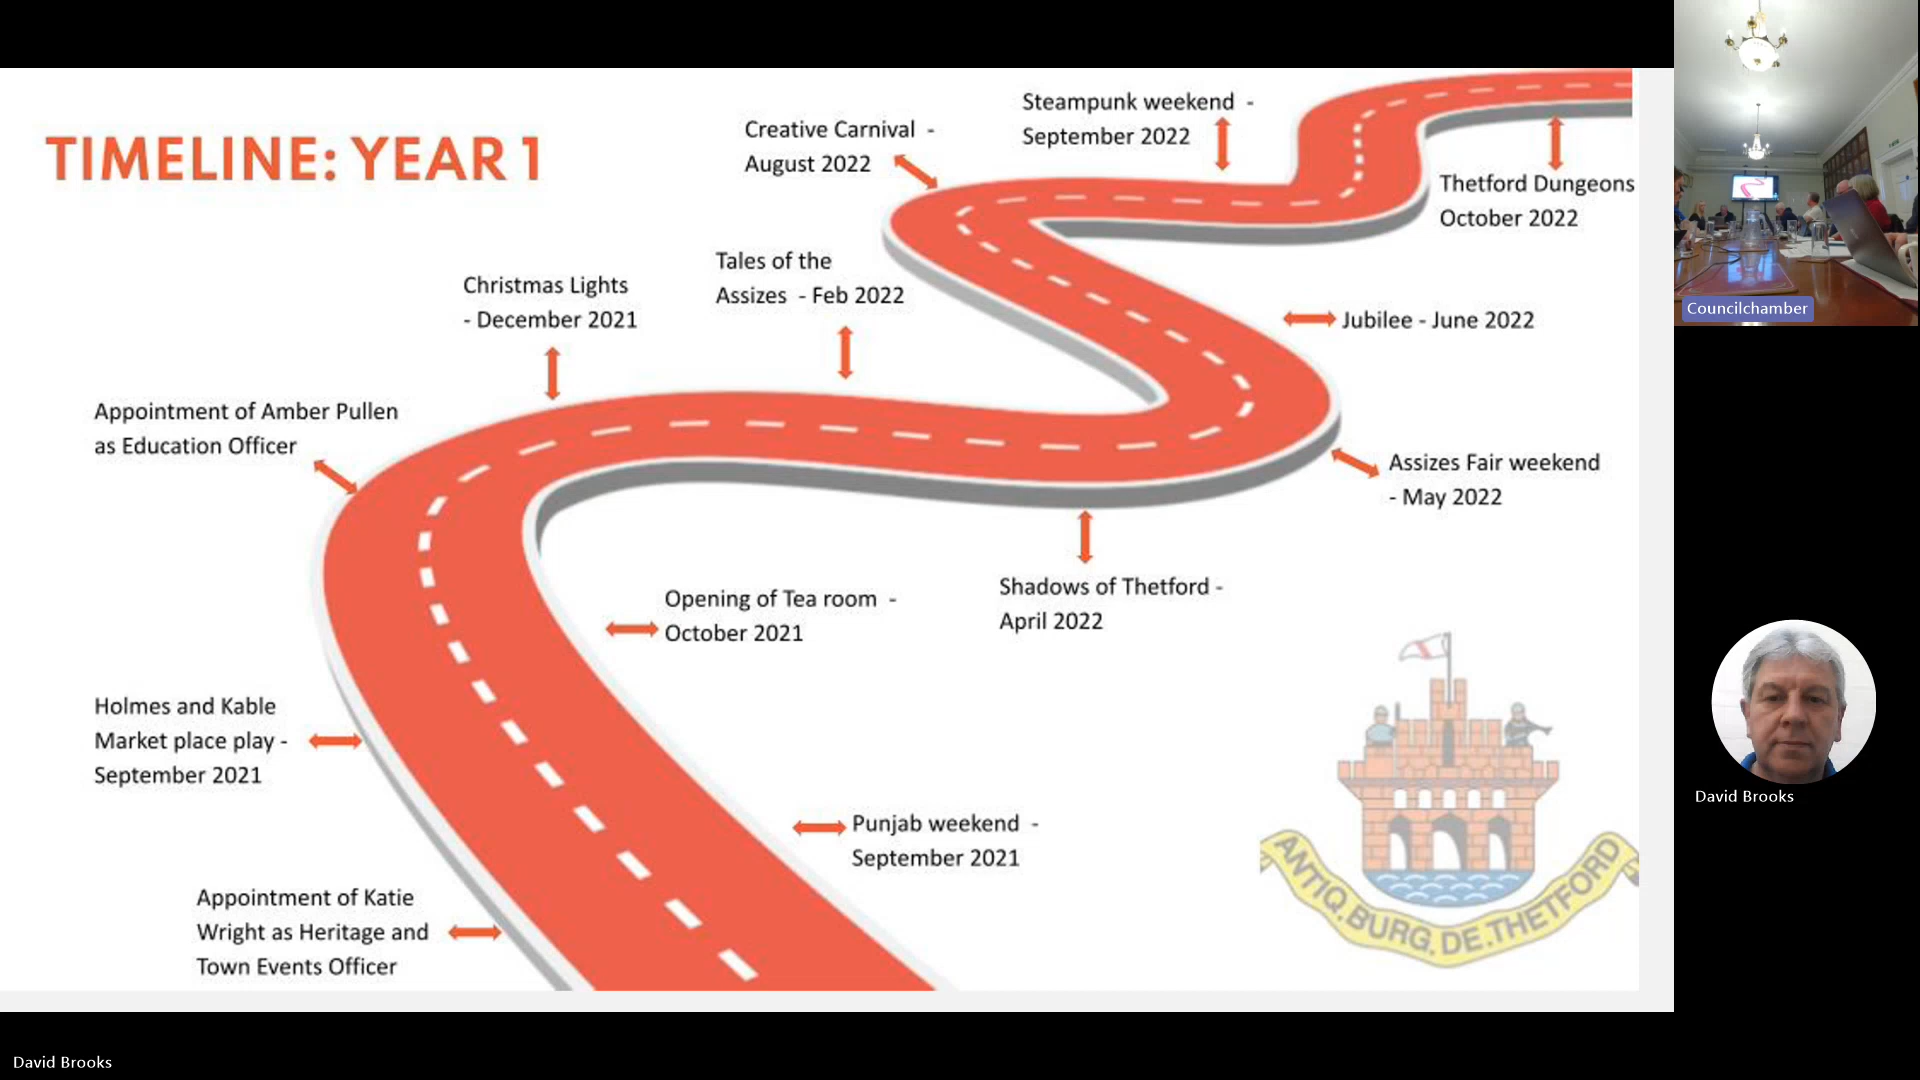 TIMELINE: YEAR 1
Creative Carnival -
August 2022
Steampunk weekend -
September 2022
Thetford Dungeons
October 2022
Tales of the
Assizes - Feb 2022
Christmas Lights
- December 2021
Jubilee - June 2022
Appointment of Amber Pullen
as Education Officer
Assizes Fair weekend
- May 2022
Opening of Tea room -
October 2021
Shadows of Thetford -
April 2022
Holmes and Kable
Market place play -
September 2021
Punjab weekend -
September 2021
Appointment of Katie
Wright as Heritage and
Town Events Officer
ANTIQ. BURG. DE. THETFORD
Councilchamber
David Brooks
David Brooks